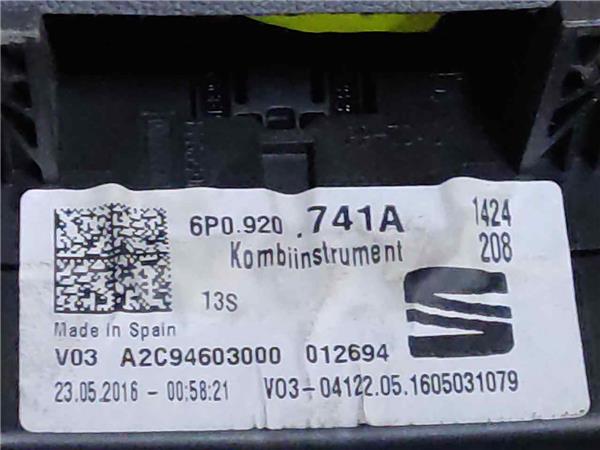 6P0.920 .741A 1424
Kombiinstrument 208
13S
Made in Spain
V03 A2C94603000 012694
23.05.2016 - 00:58:21 V03-04122.05.1605031079